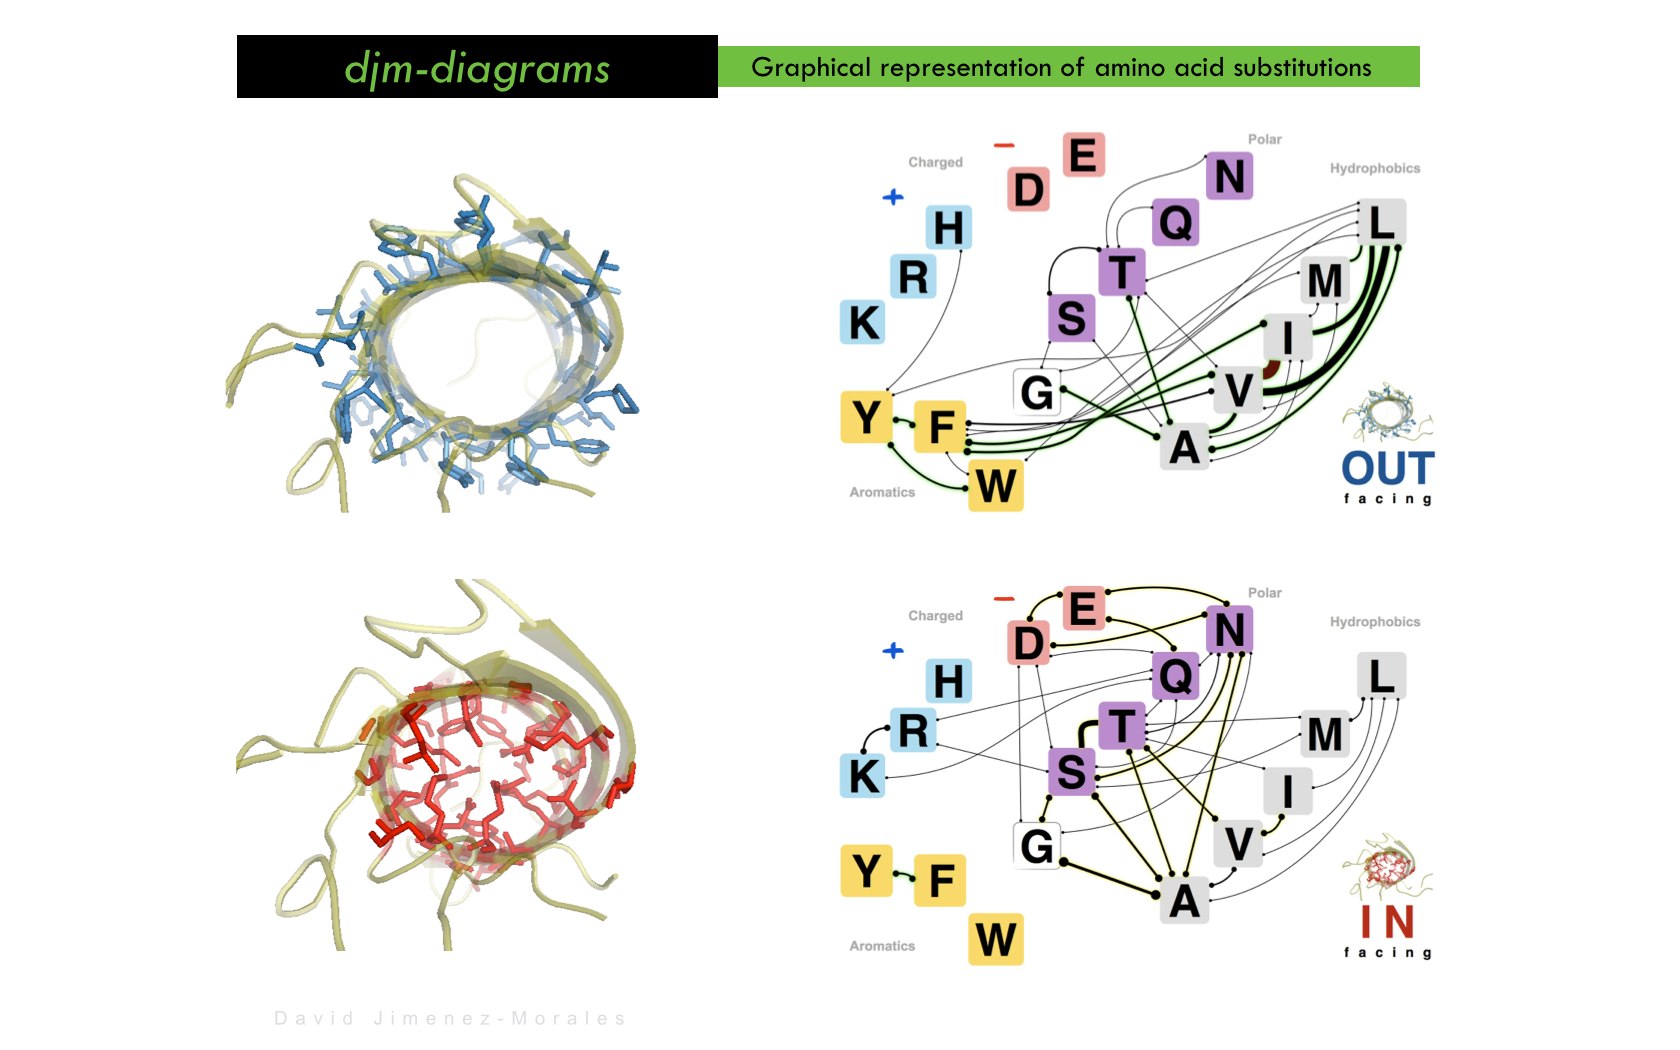 djm-diagrams
Graphical representation of amino acid substitutions
Charged
Polar
Hydrophobics
−
+
E
D
N
Q
H
R
K
T
S
L
M
I
V
A
G
Y
F
W
Aromatics
OUT
facing
Charged
Polar
Hydrophobics
−
+
E
D
N
Q
H
R
K
T
S
L
M
I
V
A
G
Y
F
W
Aromatics
IN
facing
David Jimenez-Morales